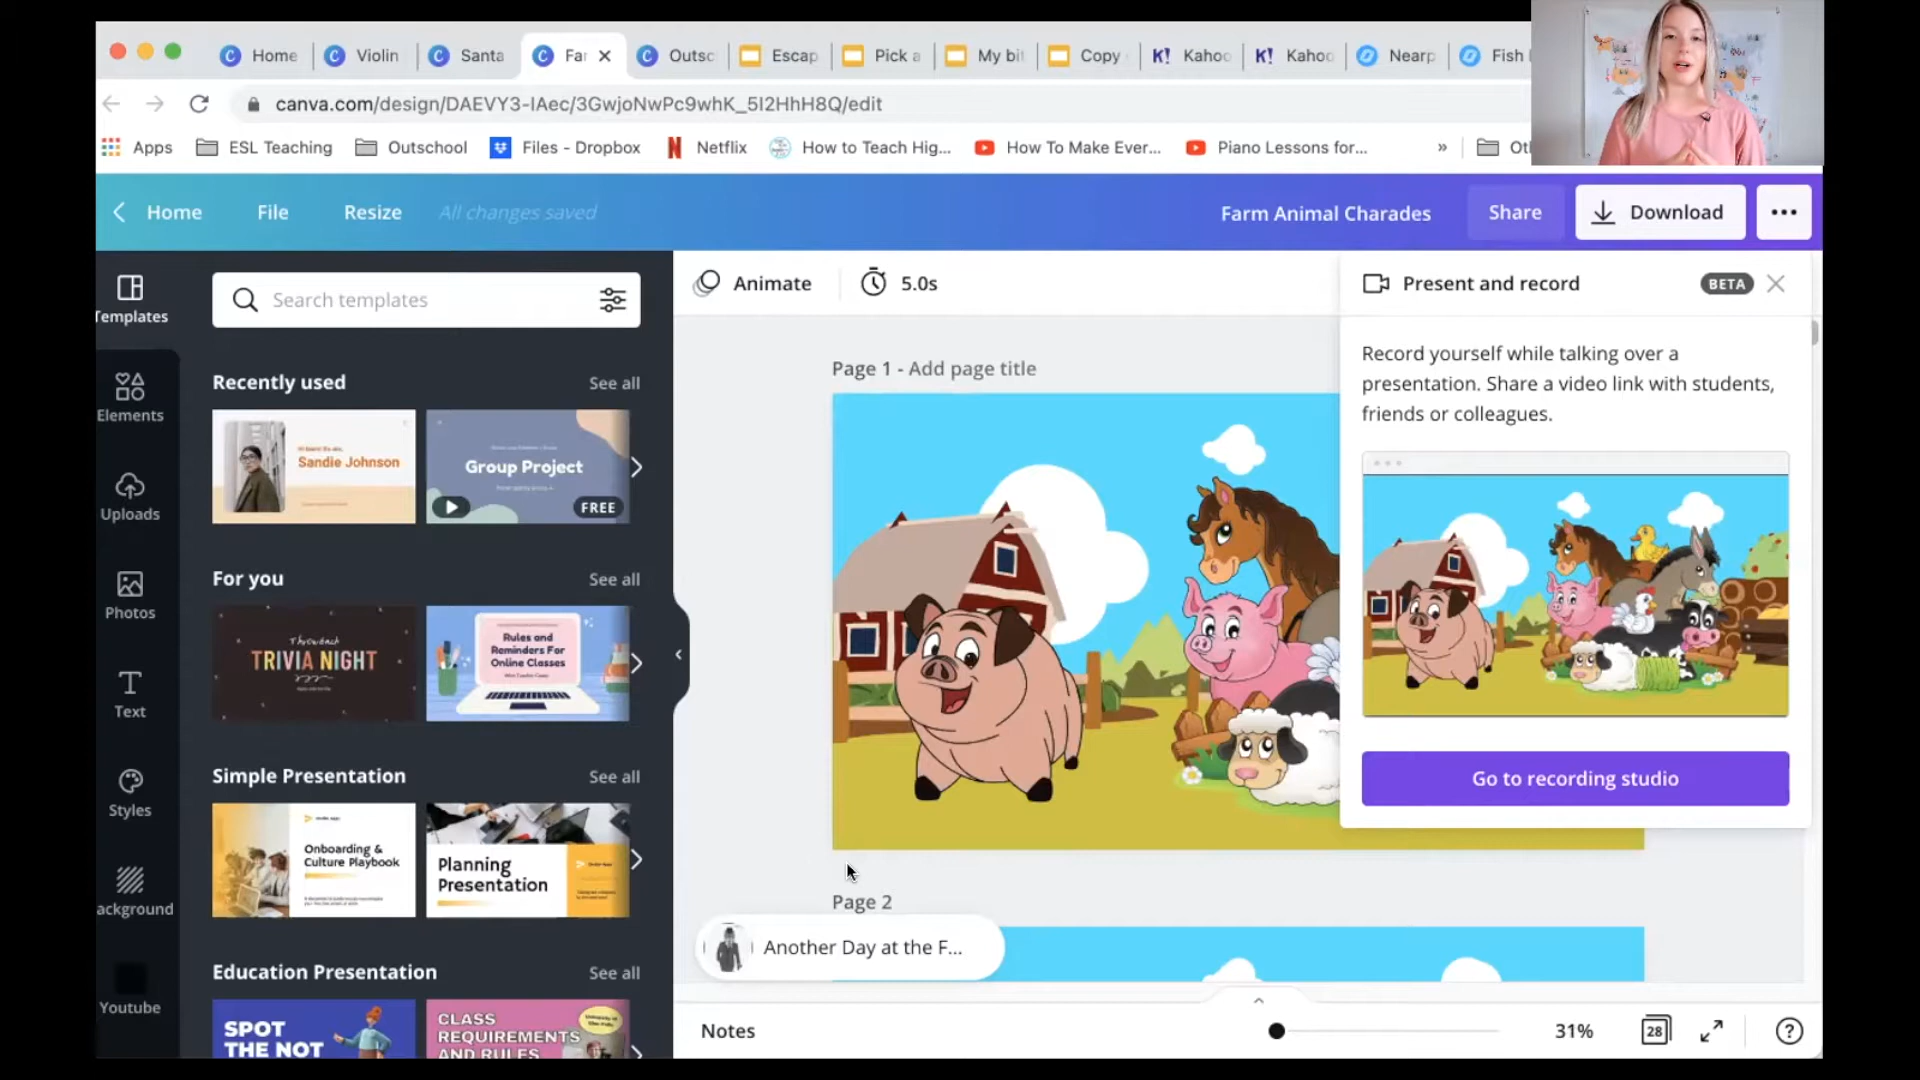 Home
Violin
Santa
Far
Outsc
Escap
Pick a
My bit
Copy
K!
Kahoo
K!
Kahoo
Nearp
Fish
canva.com/design/DAEVY3-IAec/3GwjoNwPc9whK_5I2HhH8Q/edit
Apps
ESL Teaching
Outschool
Files - Dropbox
Netflix
How to Teach Hig...
How To Make Ever...
Piano Lessons for...
»
Home
File
Resize
All changes saved
Farm Animal Charades
Share
Download
Templates
Elements
Uploads
Photos
Text
Styles
ackground
Youtube
Search templates
Recently used
See all
Sandie Johnson
Group Project
FREE
For you
See all
Throwback
TRIVIA NIGHT
Rules and
Reminders For
Online Classes
Simple Presentation
See all
Onboarding &
Culture Playbook
Planning
Presentation
Education Presentation
See all
SPOT
THE NOT
CLASS
REQUIREMENTS
AND RULES
Animate
5.0s
Page 1 - Add page title
Page 2
Another Day at the F...
Present and record
BETA
Record yourself while talking over a
presentation. Share a video link with students,
friends or colleagues.
Go to recording studio
Notes
31%
28
?